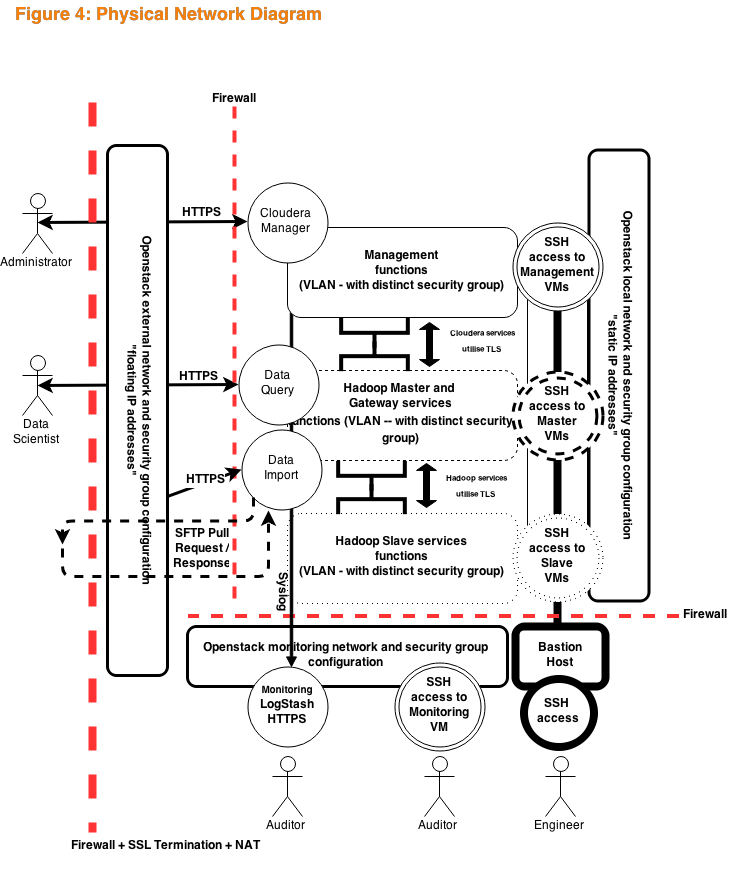 Figure 4: Physical Network Diagram
Firewall
Administrator
HTTPS
Cloudera
Manager
Management
functions
(VLAN - with distinct security group)
SSH
access to
Management
VMs
Openstack external network and security group configuration
"floating IP addresses"
Openstack local network and security group configuration
"static IP addresses"
Cloudera services
utilise TLS
Data
Scientist
HTTPS
Data
Query
Hadoop Master and
Gateway services
functions (VLAN -- with distinct security
group)
SSH
access to
Master
VMs
HTTPS
Data
Import
Hadoop services
utilise TLS
SFTP Pull
Request /
Response
Hadoop Slave services
functions
(VLAN - with distinct security group)
SSH
access to
Slave
VMs
Syslog
Firewall
Openstack monitoring network and security group
configuration
Bastion
Host
Monitoring
LogStash
HTTPS
SSH
access to
Monitoring
VM
SSH
access
Auditor
Auditor
Engineer
Firewall + SSL Termination + NAT